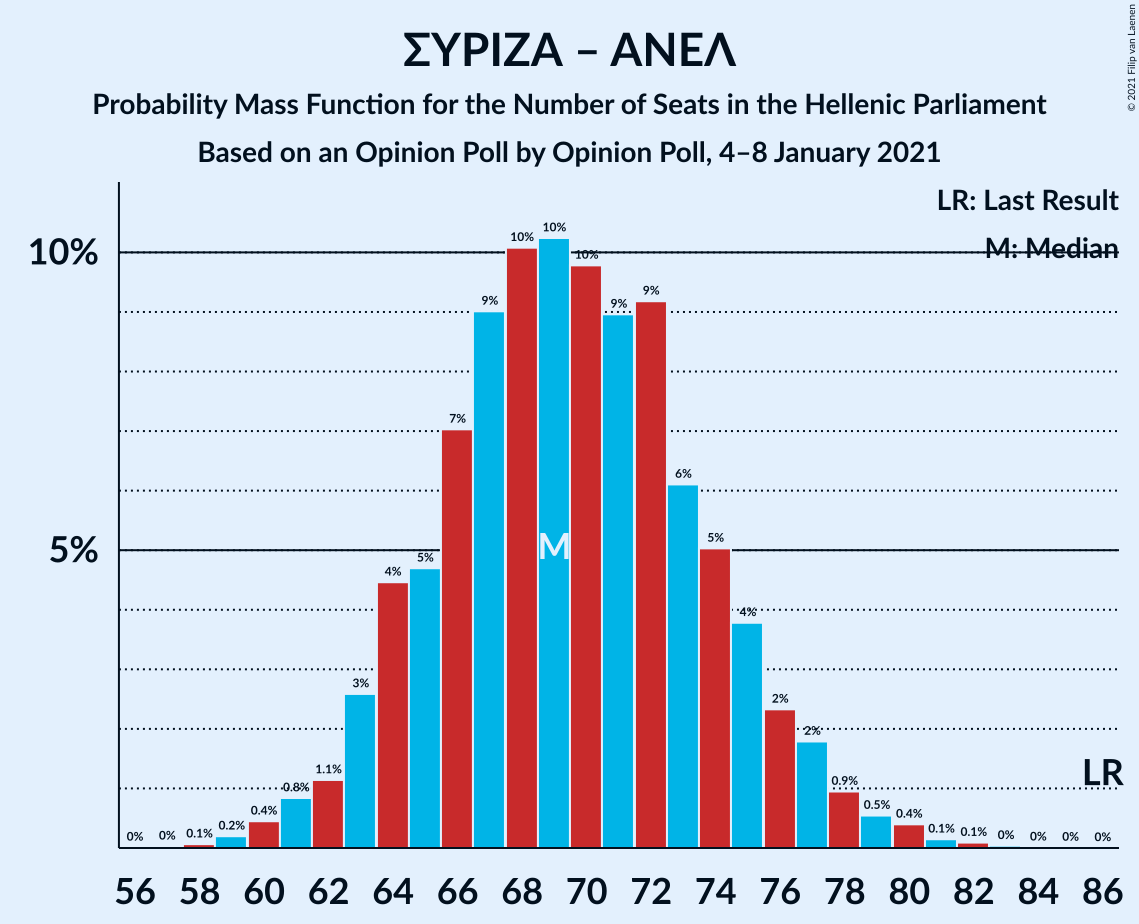 ΣΥΡΙΖΑ – ΑΝΕΛ
Probability Mass Function for the Number of Seats in the Hellenic Parliament
Based on an Opinion Poll by Opinion Poll, 4–8 January 2021
© 2021 Filip van Laenen
LR: Last Result
M: Median
10%
5%
0% 0% 0.1% 0.2% 0.4% 0.8% 1.1% 3% 4% 5% 7% 9% 10% 10% 10% 9% 9% 6% 5% 4% 2% 2% 0.9% 0.5% 0.4% 0.1% 0.1% 0% 0% 0% 0%
M
LR
56 58 60 62 64 66 68 70 72 74 76 78 80 82 84 86